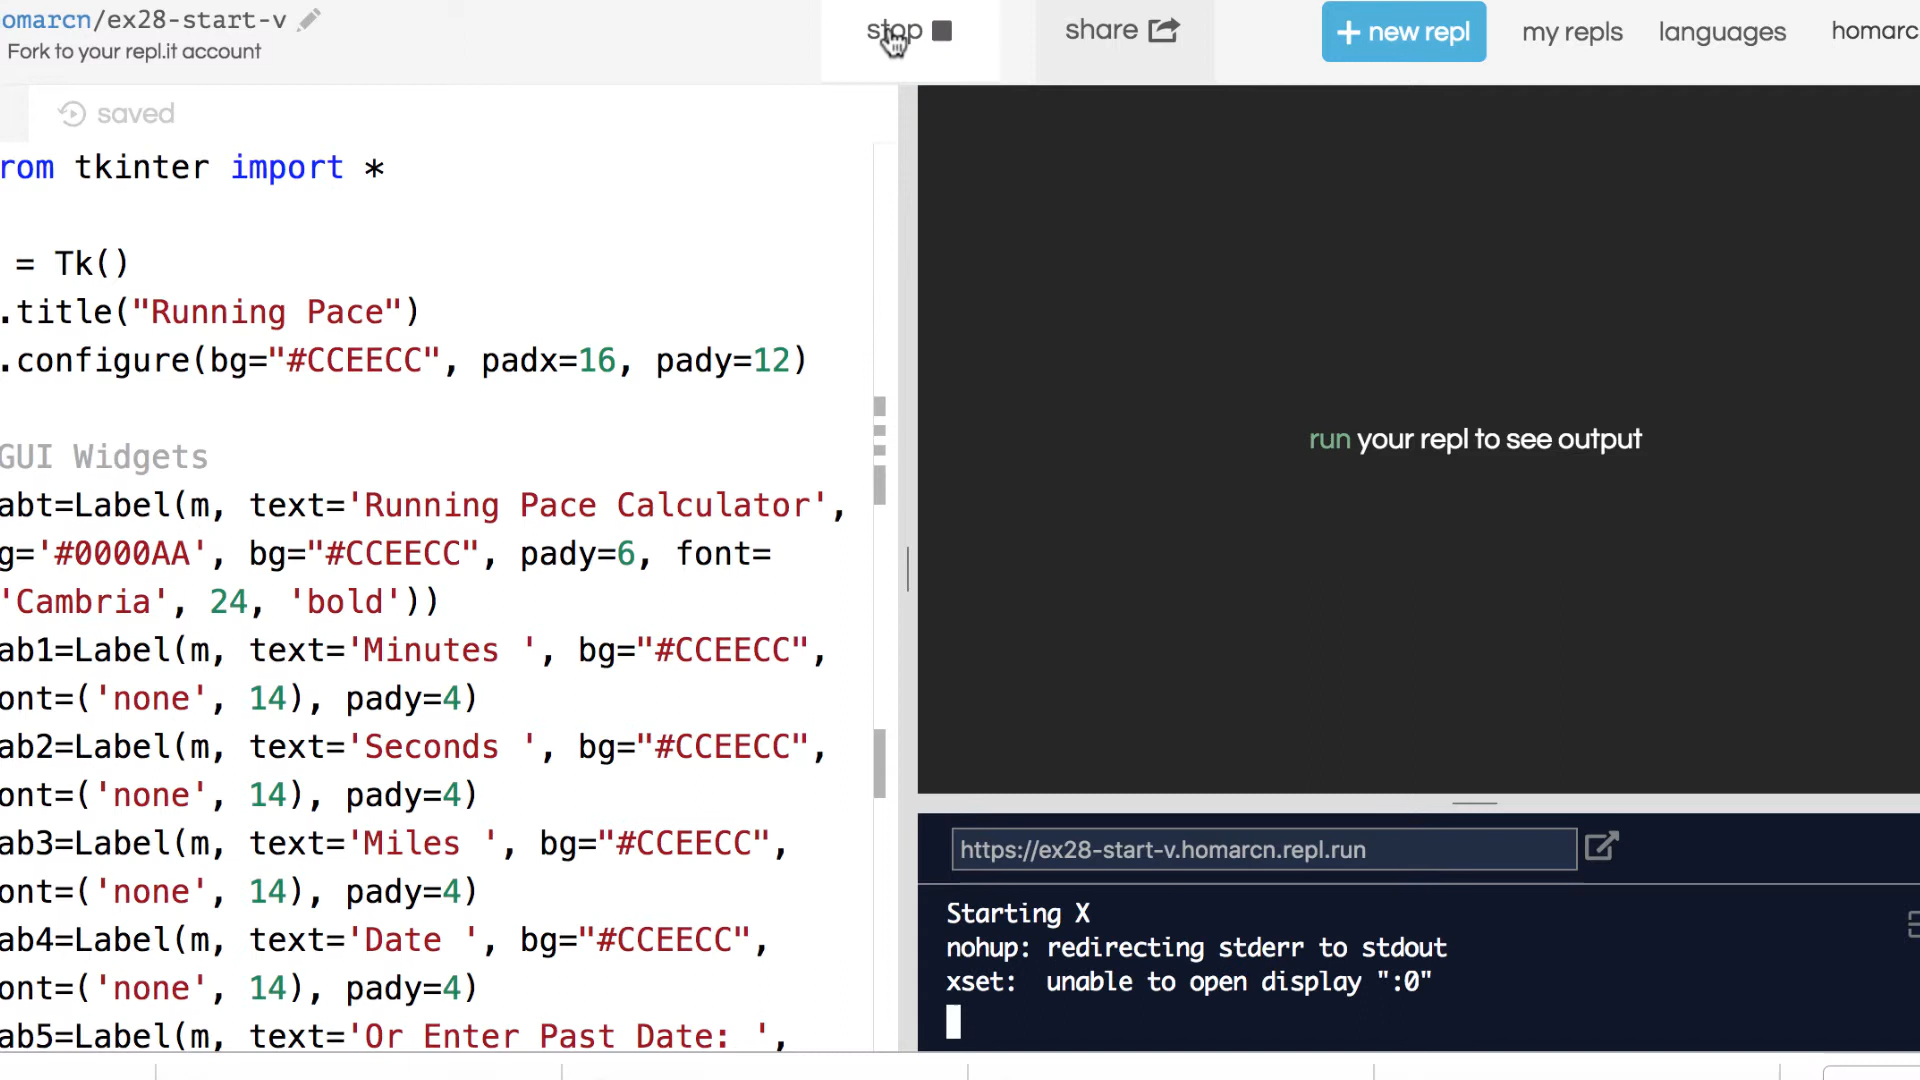 omarcn/ex28-start-v
Fork to your repl.it account
stop
share
+ new repl
my repls
languages
homarc
saved
rom tkinter import *
= Tk()
.title("Running Pace")
.configure(bg="#CCEECC", padx=16, pady=12)
GUI Widgets
abt=Label(m, text='Running Pace Calculator',
g='#0000AA', bg="#CCEECC", pady=6, font=
'Cambria', 24, 'bold'))
ab1=Label(m, text='Minutes ', bg="#CCEECC",
ont=('none', 14), pady=4)
ab2=Label(m, text='Seconds ', bg="#CCEECC",
ont=('none', 14), pady=4)
ab3=Label(m, text='Miles ', bg="#CCEECC",
ont=('none', 14), pady=4)
ab4=Label(m, text='Date ', bg="#CCEECC",
ont=('none', 14), pady=4)
ab5=Label(m, text='Or Enter Past Date: ',
run your repl to see output
https://ex28-start-v.homarcn.repl.run
Starting X
nohup: redirecting stderr to stdout
xset:  unable to open display ":0"